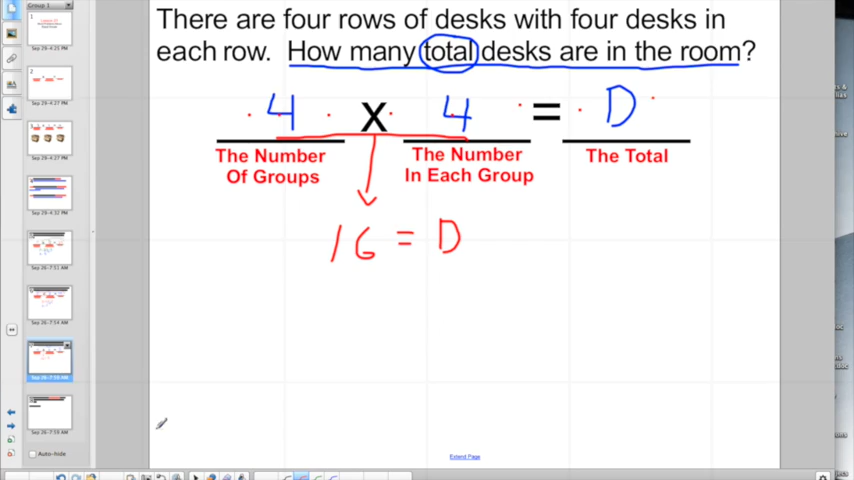 Group 1
There are four rows of desks with four desks in
each row. How many total desks are in the room?
4 x 4 = D
The Number
Of Groups
The Number
In Each Group
The Total
16 = D
Extend Page
Auto-hide